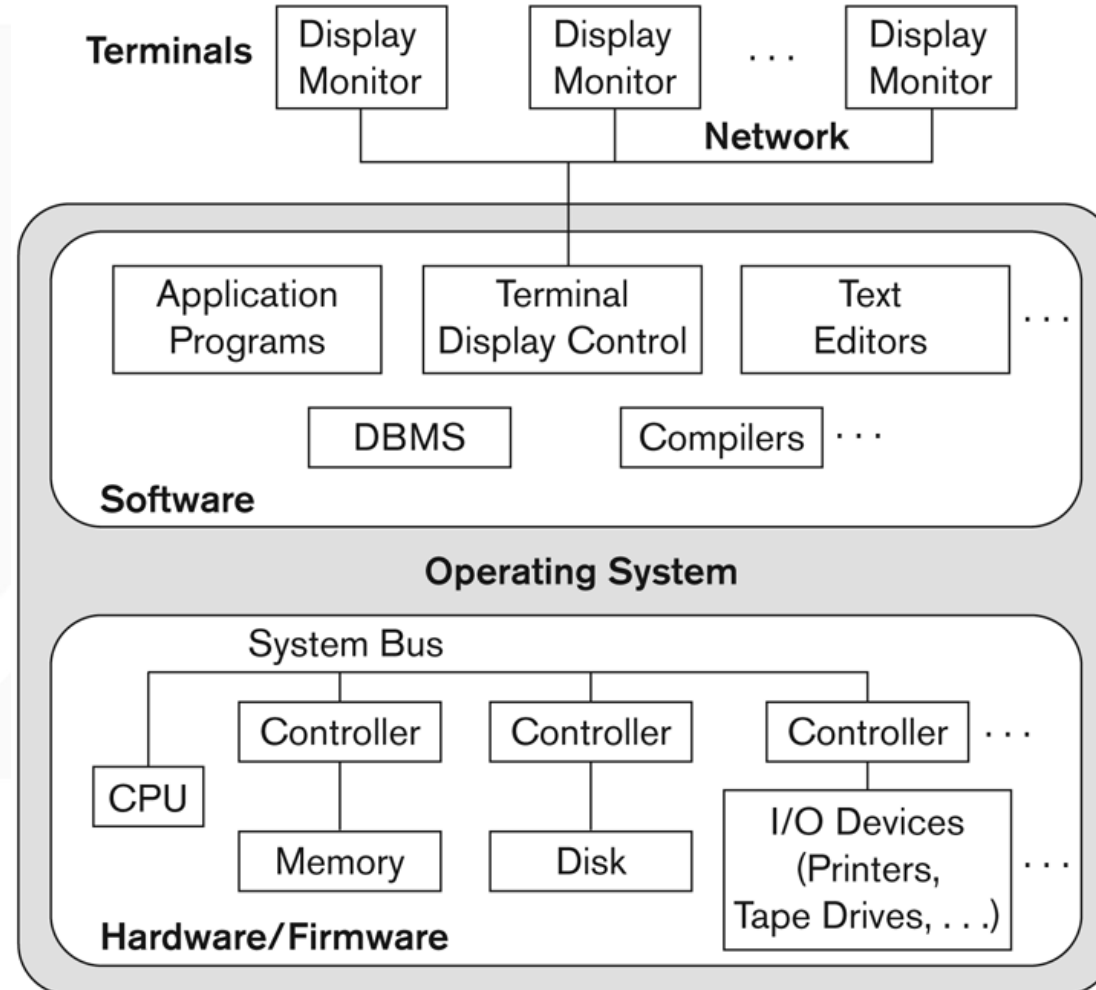 Terminals
Display
Monitor
Display
Monitor
. . .
Display
Monitor
Network
Application
Programs
Terminal
Display Control
Text
Editors
. . .
DBMS
Compilers
. . .
Software
Operating System
System Bus
Controller
Controller
Controller
. . .
CPU
Memory
Disk
I/O Devices
(Printers,
Tape Drives, . . .)
. . .
Hardware/Firmware